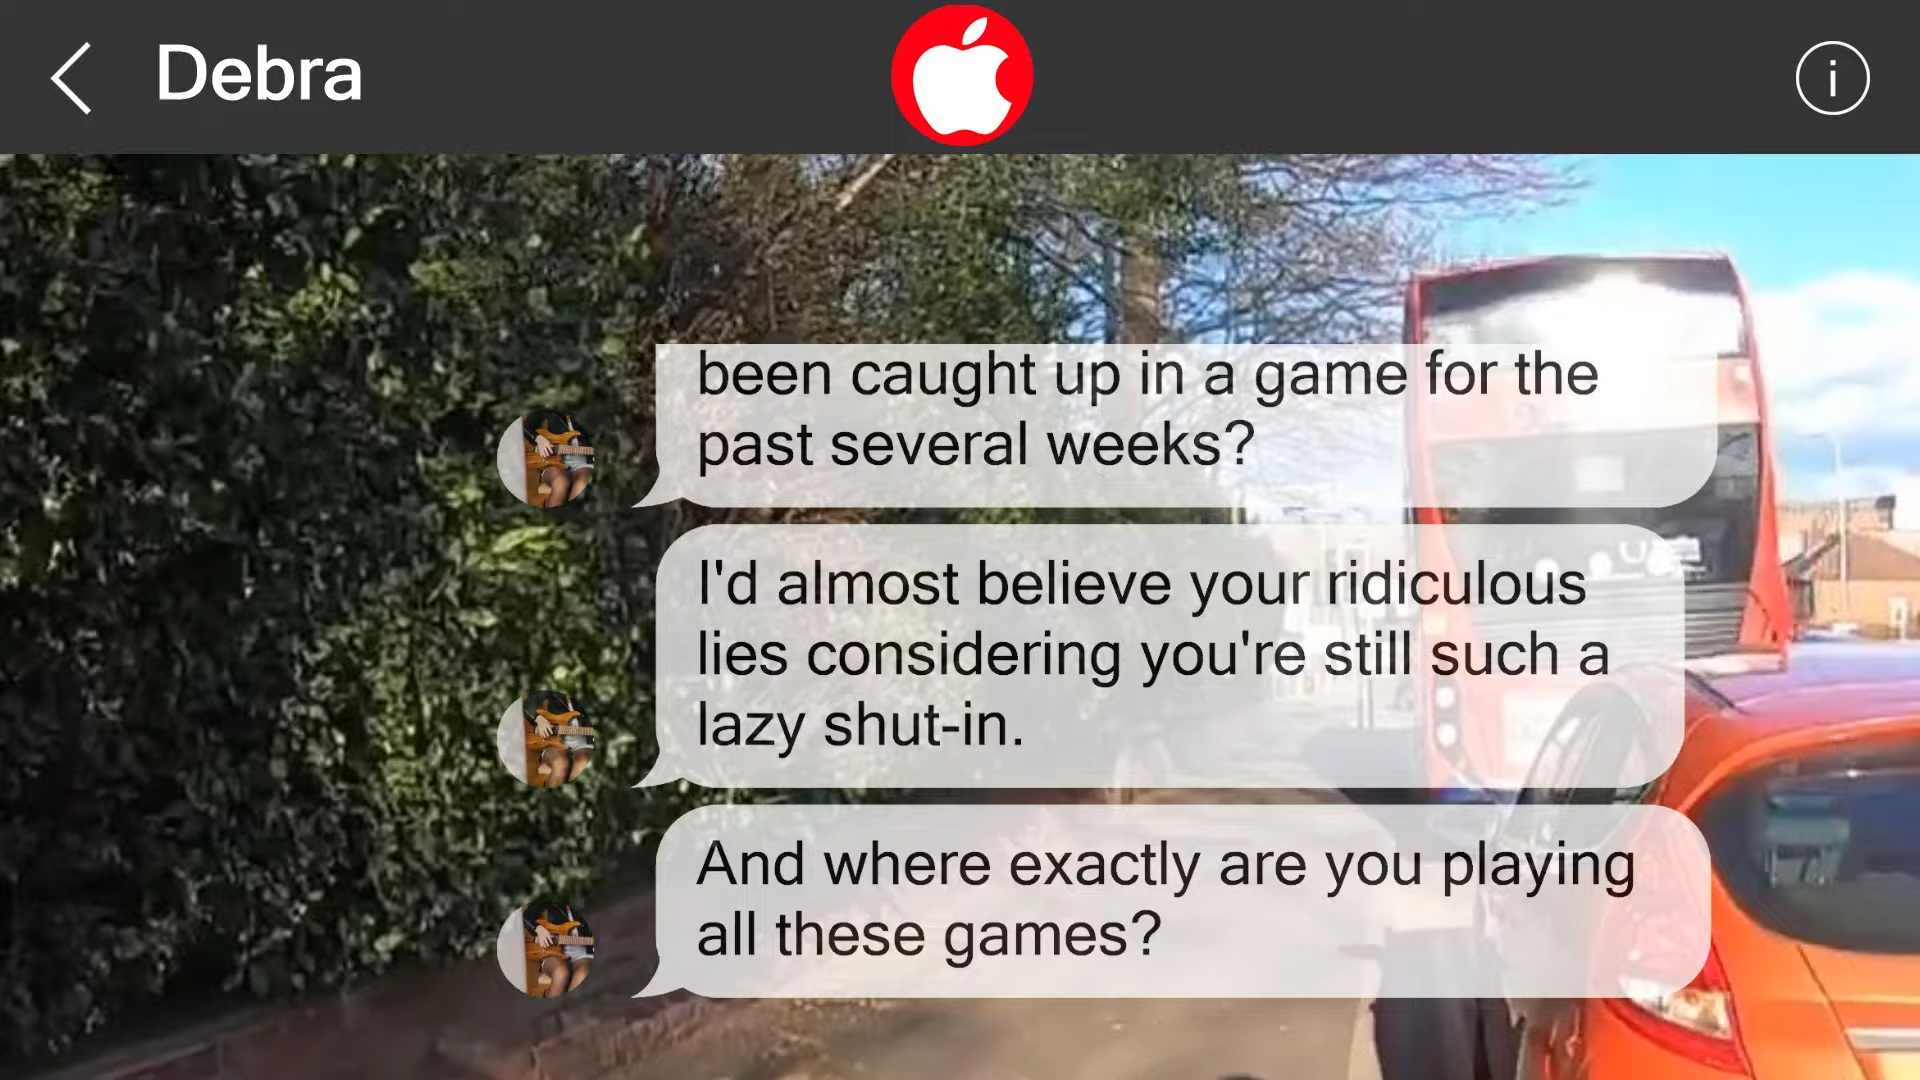 Debra
been caught up in a game for the
past several weeks?
I'd almost believe your ridiculous
lies considering you're still such a
lazy shut-in.
And where exactly are you playing
all these games?